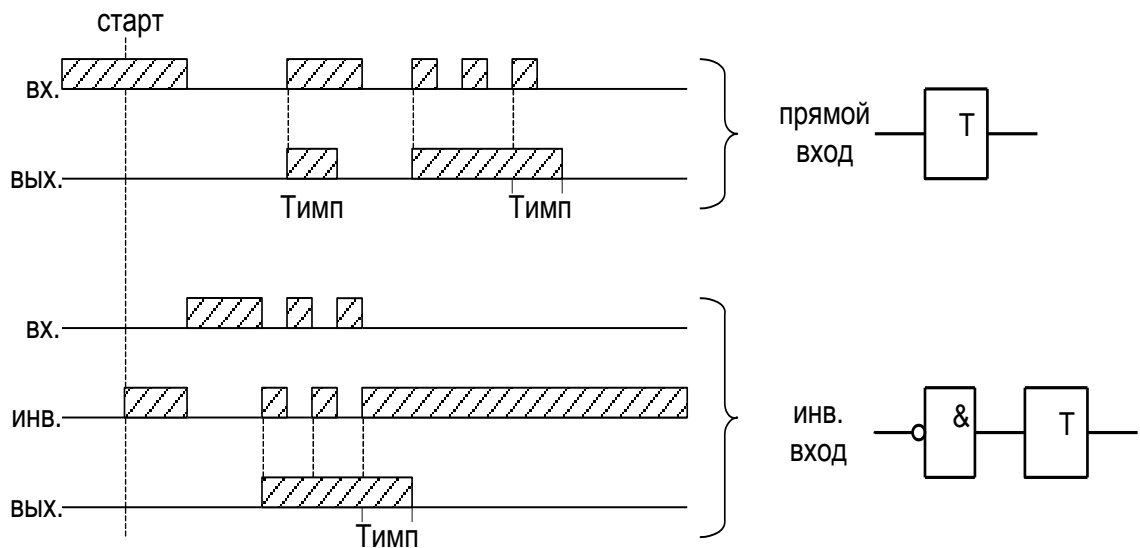 старт
вх.
вых.
Тимп
Тимп
прямой
вход
Т
вх.
инв.
вых.
Тимп
инв.
вход
&
Т